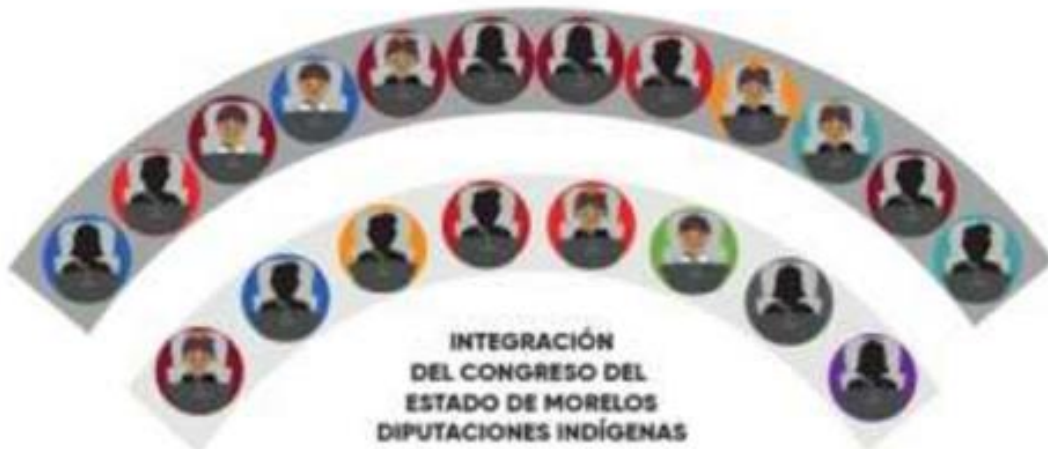 INTEGRACIÓN
DEL CONGRESO DEL
ESTADO DE MORELOS
DIPUTACIONES INDÍGENAS